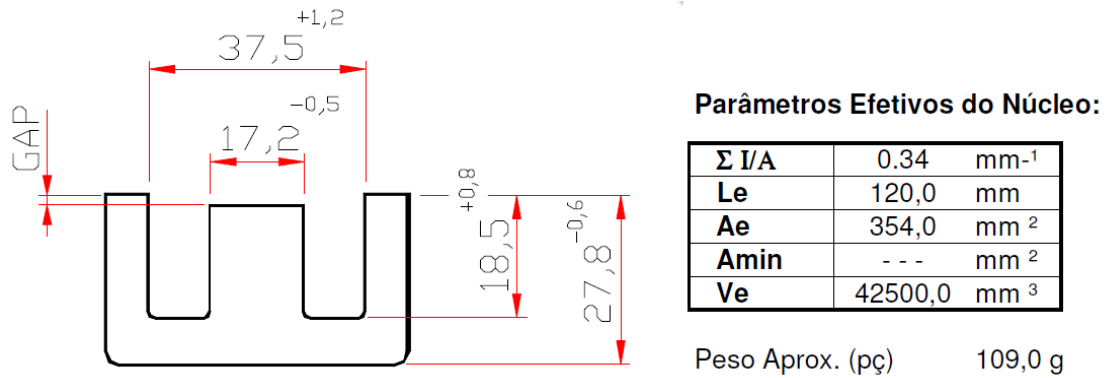 +1,2
37,5
-0,5
17,2
GAP
+0,8
18,5
-0,6
27,8
Parâmetros Efetivos do Núcleo:
Σ I/A 0.34 mm-¹
Le 120,0 mm
Ae 354,0 mm ²
Amin - - - mm ²
Ve 42500,0 mm ³
Peso Aprox. (pç) 109,0 g